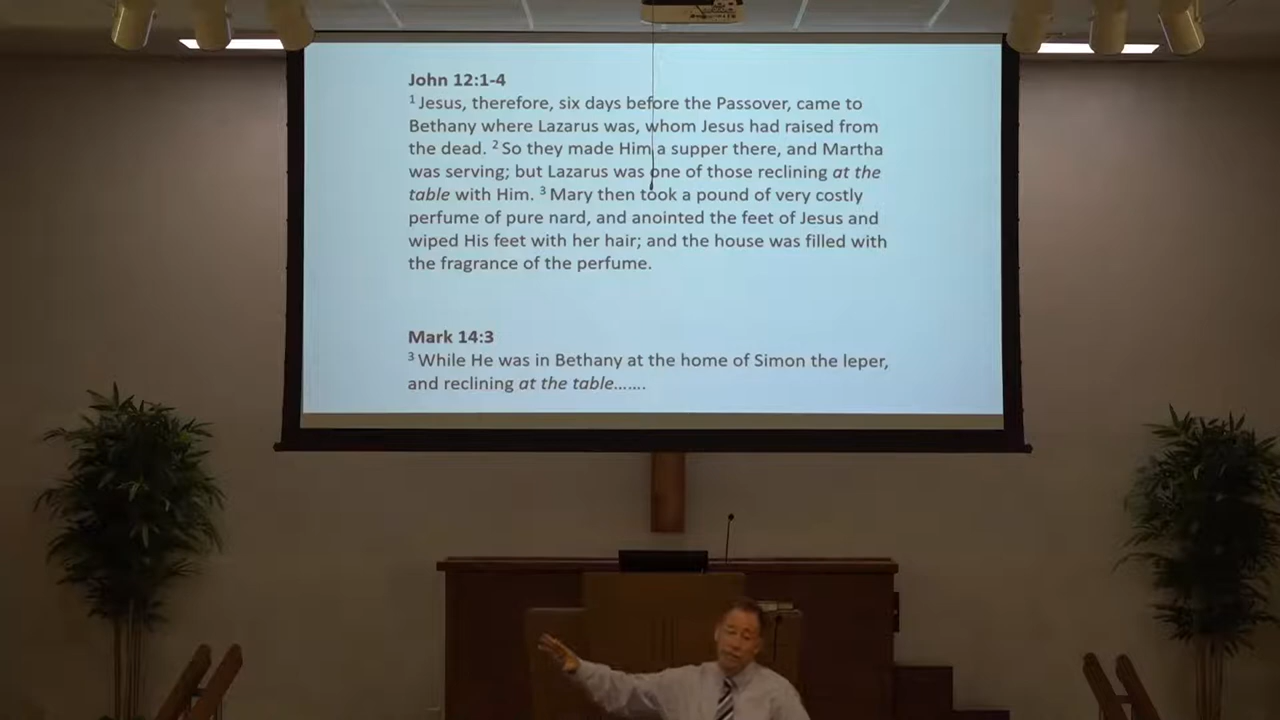 John 12:1-4
1 Jesus, therefore, six days before the Passover, came to
Bethany where Lazarus was, whom Jesus had raised from
the dead. 2 So they made Him a supper there, and Martha
was serving; but Lazarus was one of those reclining at the
table with Him. 3 Mary then took a pound of very costly
perfume of pure nard, and anointed the feet of Jesus and
wiped His feet with her hair; and the house was filled with
the fragrance of the perfume.
Mark 14:3
3 While He was in Bethany at the home of Simon the leper,
and reclining at the table.......